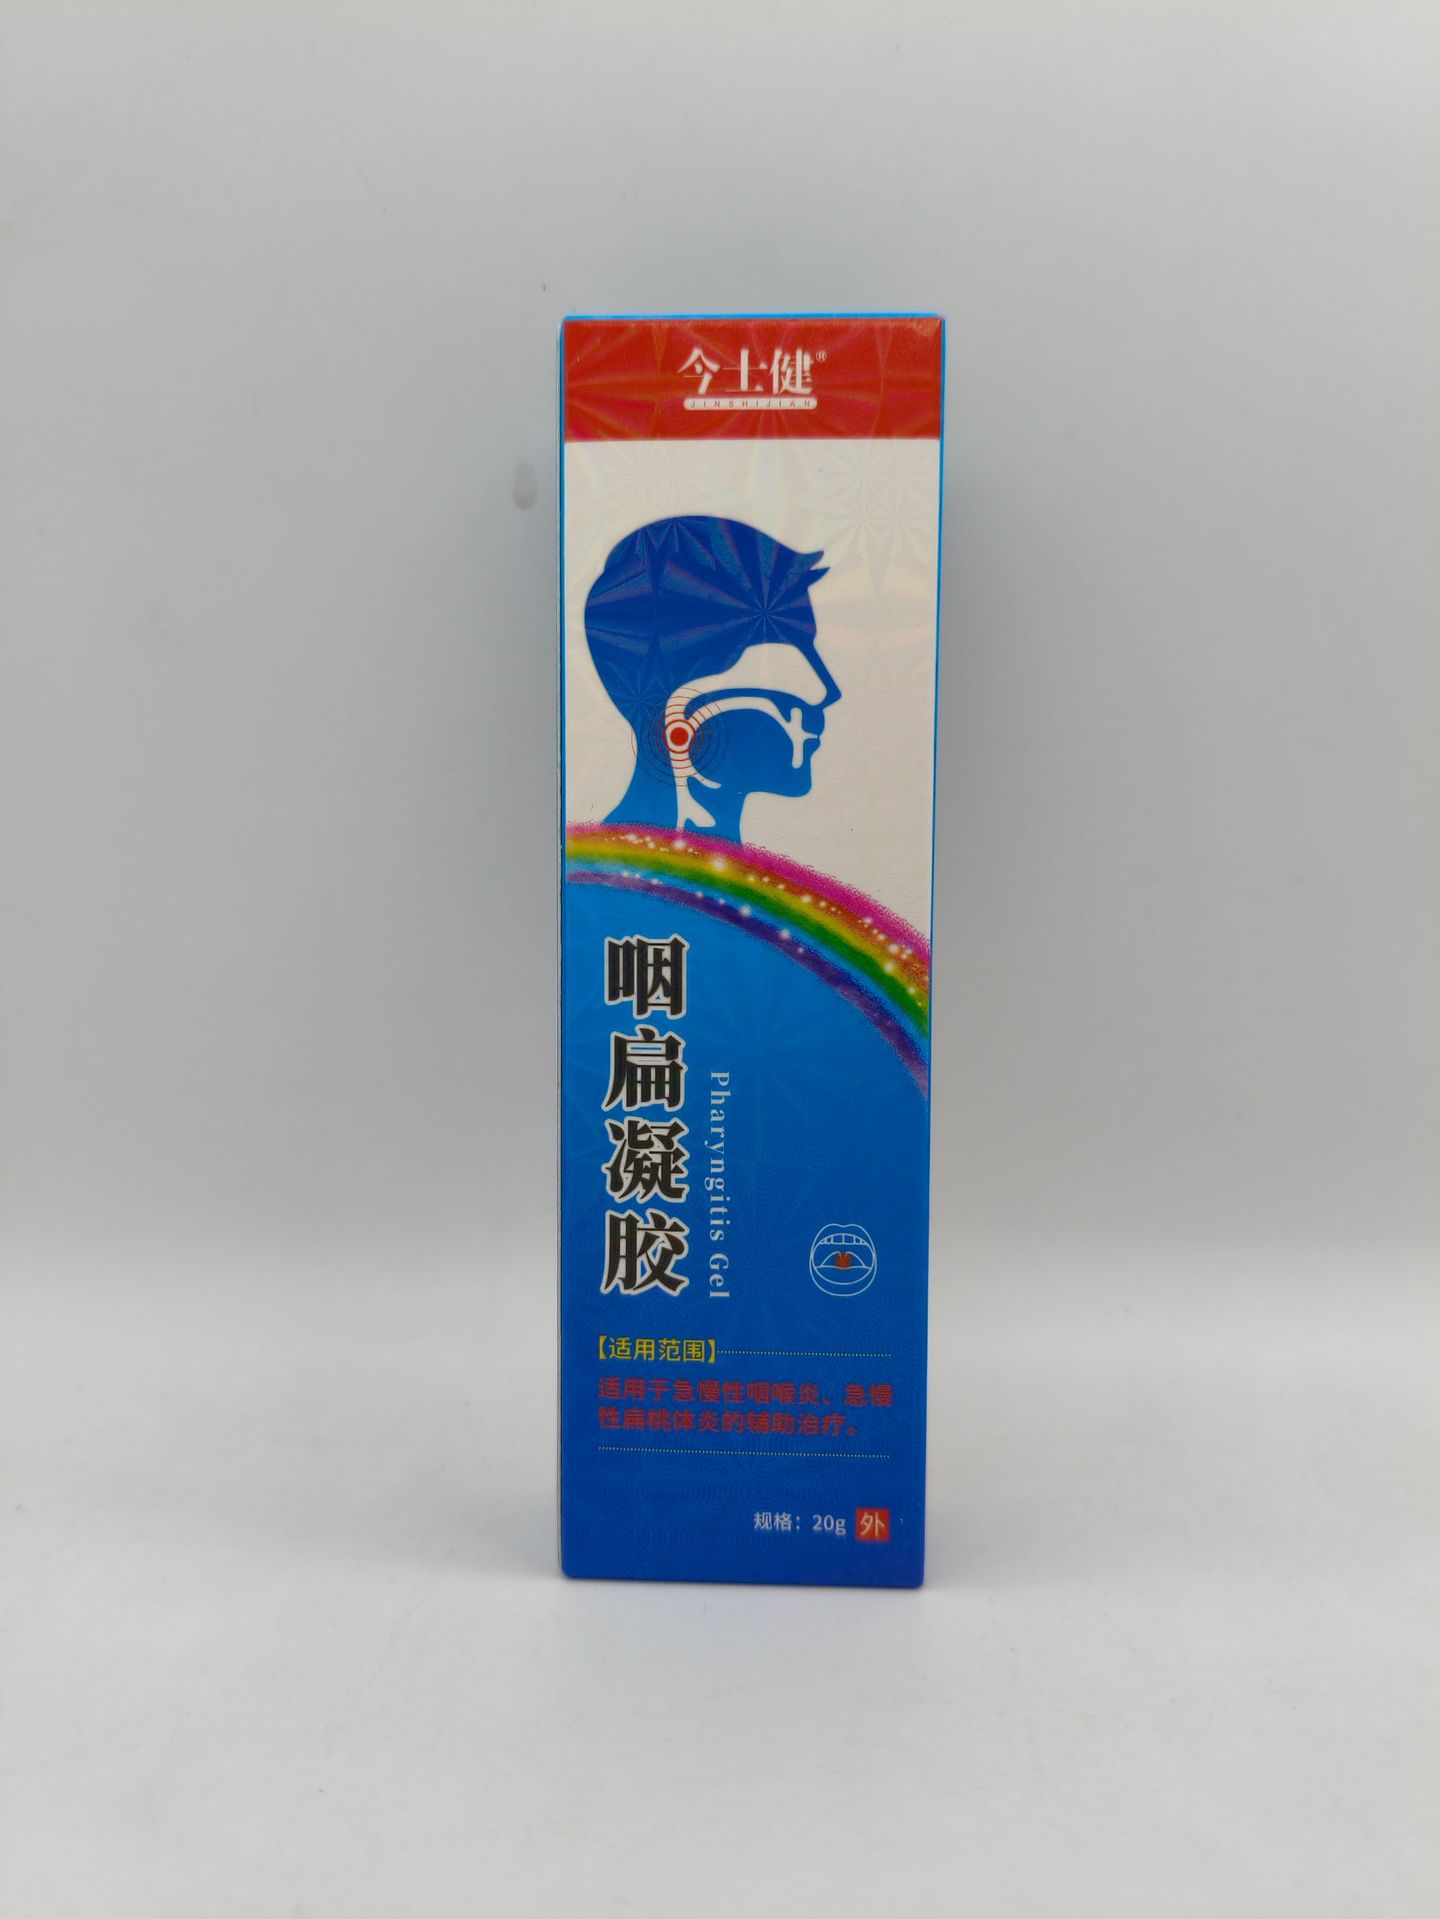 今士健®
JINSHIJIAN
咽扁凝胶
Pharyngitis Gel
【适用范围】
适用于急慢性咽喉炎、急慢
性扁桃体炎的辅助治疗。
规格：20g 外